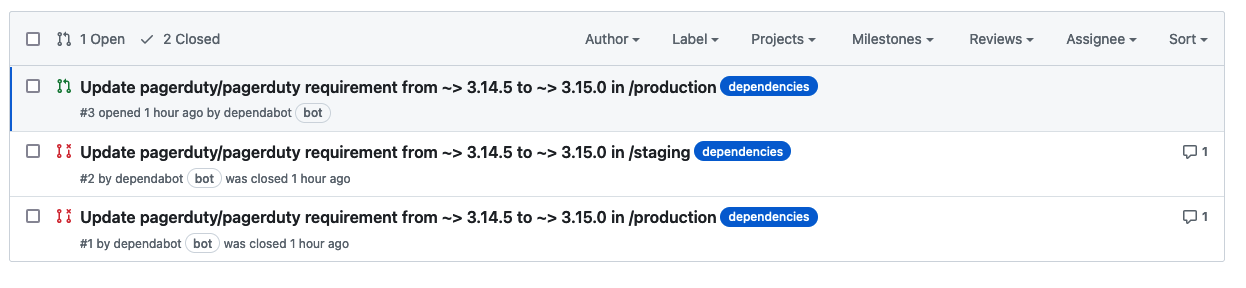 1 Open 2 Closed Author Label Projects Milestones Reviews Assignee Sort
Update pagerduty/pagerduty requirement from ~> 3.14.5 to ~> 3.15.0 in /production dependencies
#3 opened 1 hour ago by dependabot bot
Update pagerduty/pagerduty requirement from ~> 3.14.5 to ~> 3.15.0 in /staging dependencies 1
#2 by dependabot bot was closed 1 hour ago
Update pagerduty/pagerduty requirement from ~> 3.14.5 to ~> 3.15.0 in /production dependencies 1
#1 by dependabot bot was closed 1 hour ago